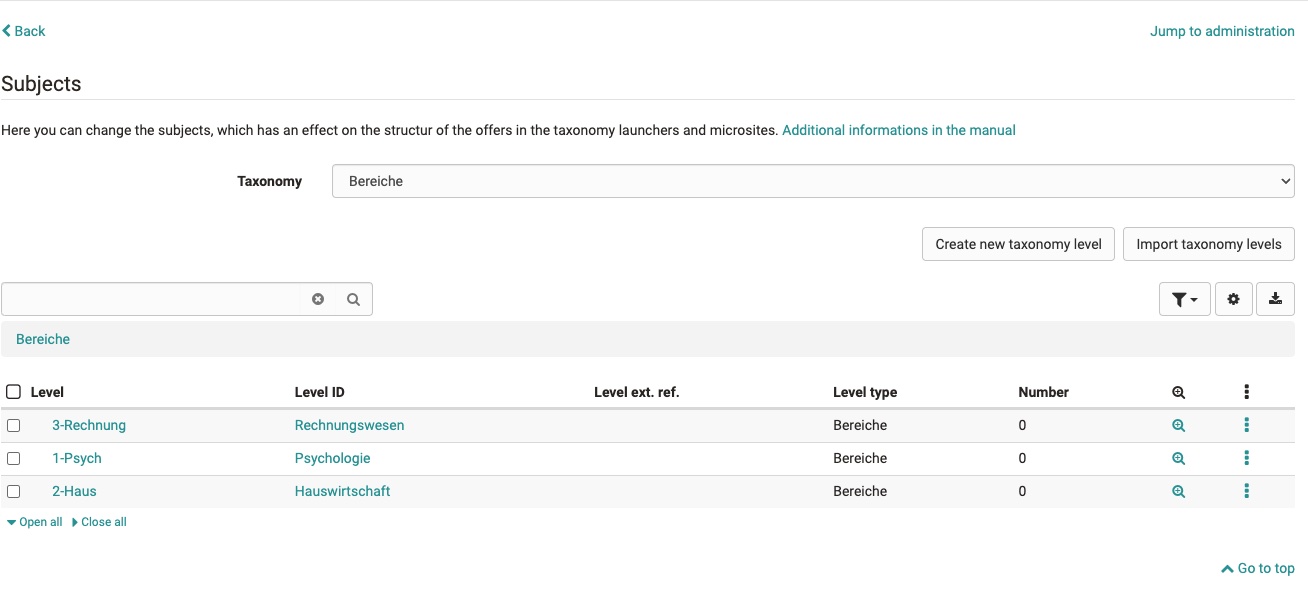 Back
Jump to administration
Subjects
Here you can change the subjects, which has an effect on the structur of the offers in the taxonomy launchers and microsites. Additional informations in the manual
Taxonomy Bereiche
Create new taxonomy level Import taxonomy levels
Bereiche
Level Level ID Level ext. ref. Level type Number
3-Rechnung Rechnungswesen Bereiche 0
1-Psych Psychologie Bereiche 0
2-Haus Hauswirtschaft Bereiche 0
Open all Close all
Go to top